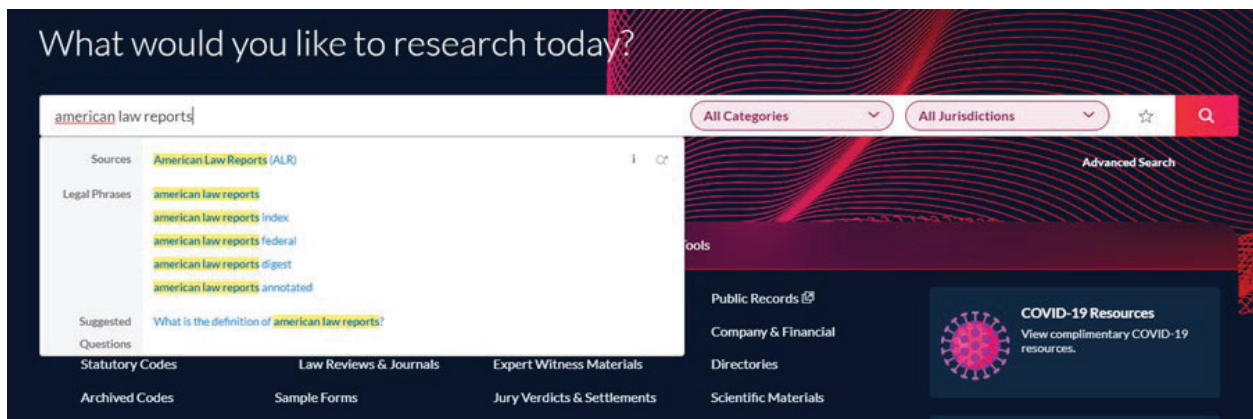 What would you like to research today?
american law reports
All Categories
All Jurisdictions
Sources
American Law Reports (ALR)
i
Advanced Search
Legal Phrases
american law reports
american law reports index
american law reports federal
american law reports digest
american law reports annotated
Suggested
Questions
What is the definition of american law reports?
Public Records
Company & Financial
COVID-19 Resources
View complimentary COVID-19
resources.
Statutory Codes
Law Reviews & Journals
Expert Witness Materials
Directories
Archived Codes
Sample Forms
Jury Verdicts & Settlements
Scientific Materials